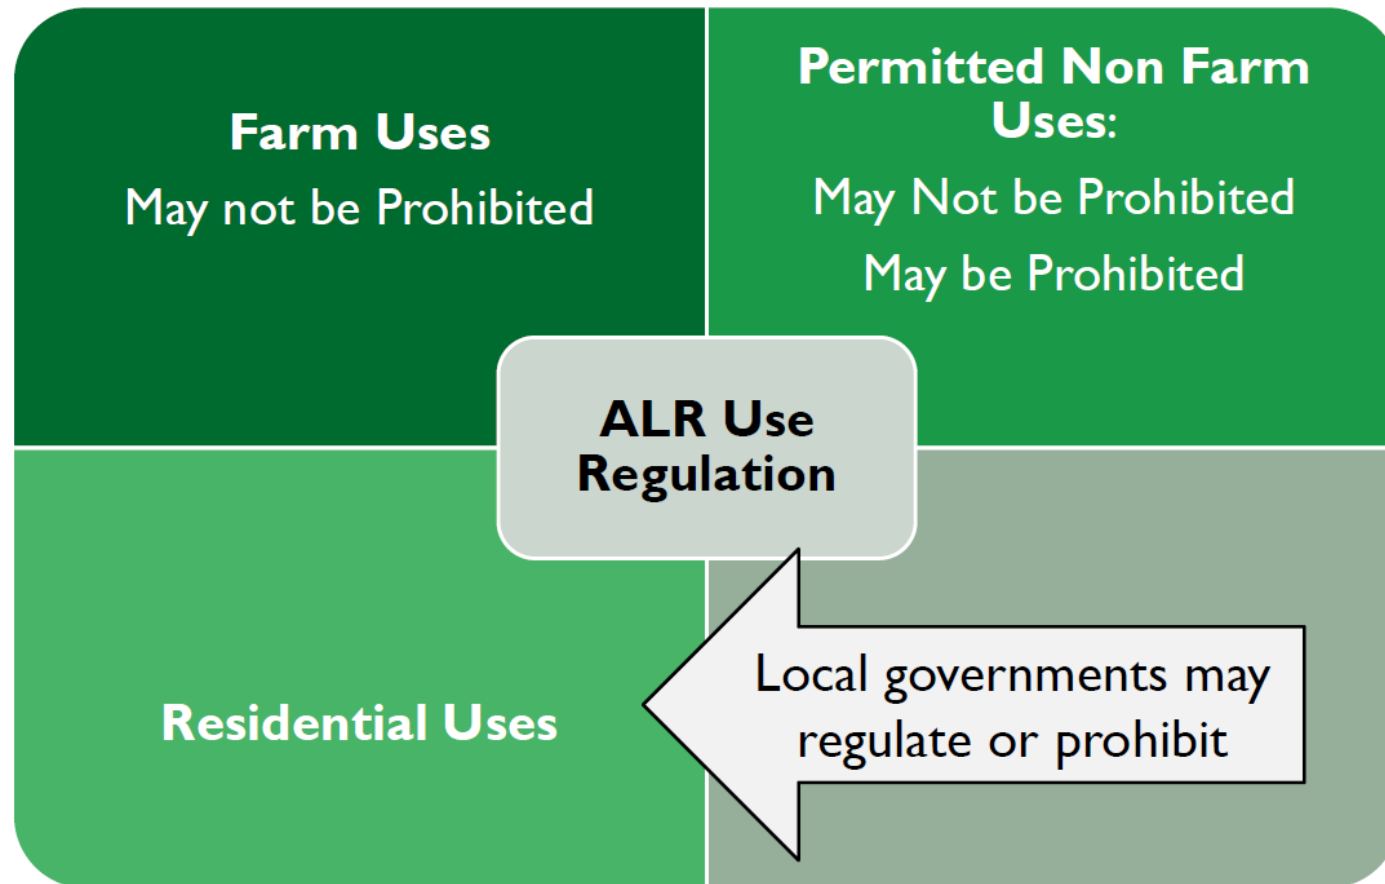 Farm Uses
May not be Prohibited
Permitted Non Farm
Uses:
May Not be Prohibited
May be Prohibited
ALR Use
Regulation
Residential Uses
Local governments may
regulate or prohibit